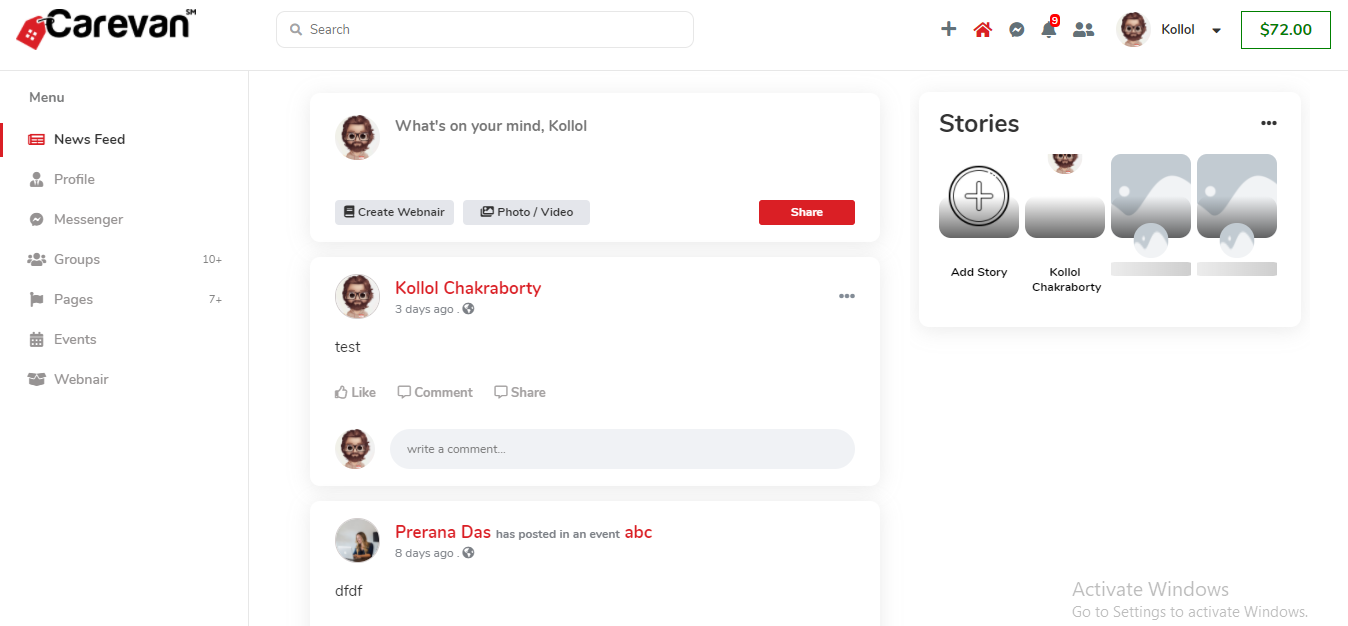 Carevan SM
Search
9
Kollol
$72.00
Menu
News Feed
Profile
Messenger
Groups 10+
Pages 7+
Events
Webnair
What's on your mind, Kollol
Create Webnair
Photo / Video
Share
Kollol Chakraborty
3 days ago .
test
Like Comment Share
write a comment...
Prerana Das has posted in an event abc
8 days ago .
dfdf
Stories
Add Story
Kollol
Chakraborty
Activate Windows
Go to Settings to activate Windows.